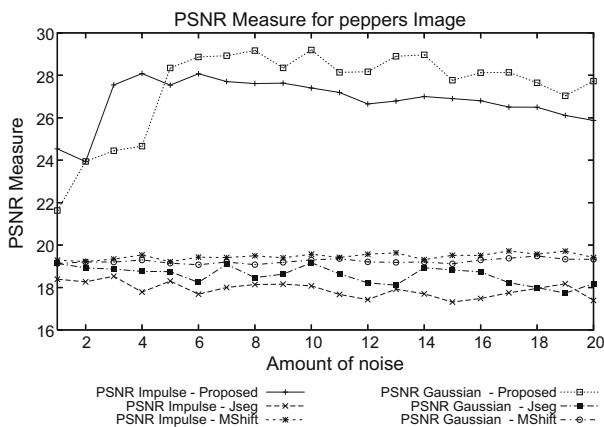 PSNR Measure for peppers Image
30
28
26
24
22
20
18
16
PSNR Measure
2 4 6 8 10 12 14 16 18 20
Amount of noise
PSNR Impulse - Proposed
PSNR Impulse - Jseg
PSNR Impulse - MShift
PSNR Gaussian - Proposed
PSNR Gaussian - Jseg
PSNR Gaussian - MShift